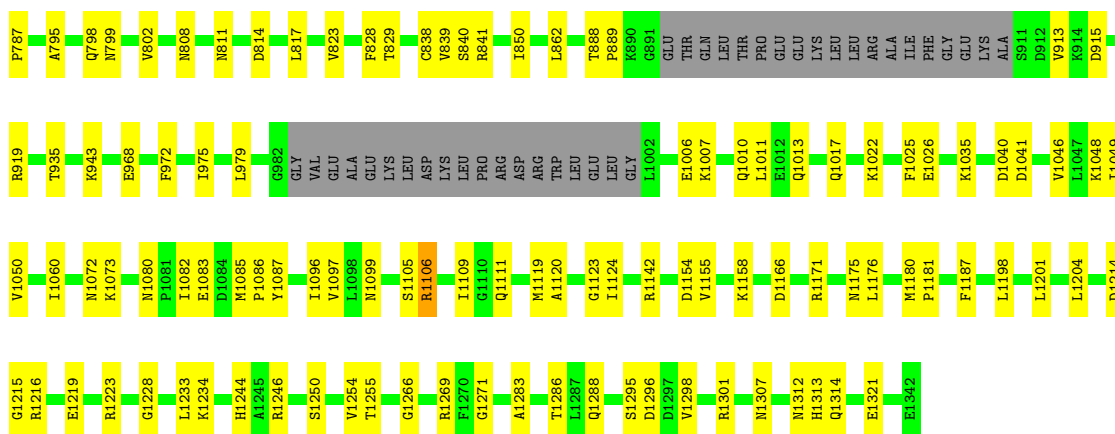 P787 A795 Q798 N799 V802 N808 N811 D814 L817 V823 F828 T829 C838 V839 S840 R841 I850 L862 T888 P889 K890 G891 GLU THR GLN LEU THR PRO GLU GLU LYS LEU LEU ARG ALA ILE PHE GLY GLU LYS ALA S911 D912 V913 K914 D915
R919 T935 K943 E968 F972 I975 L979 G982 GLY VAL GLU ALA GLU LYS LEU ASP LYS LEU PRO ARG ASP ARG TRP LEU GLU LEU GLY L1002 E1006 K1007 Q1010 L1011 E1012 Q1013 Q1017 K1022 F1025 E1026 K1035 D1040 D1041 V1046 L1047 K1048 I1049
V1050 I1060 N1072 K1073 N1080 P1081 I1082 E1083 D1084 M1085 P1086 Y1087 I1096 V1097 L1098 N1099 S1105 R1106 I1109 G1110 Q1111 M1119 A1120 G1123 I1124 R1142 D1154 V1155 K1158 D1166 R1171 N1175 L1176 M1180 P1181 F1187 L1198 L1201 L1204 D1214
G1215 R1216 E1219 R1223 G1228 L1233 K1234 H1244 A1245 R1246 S1250 V1254 T1255 G1266 R1269 F1270 G1271 A1283 T1286 L1287 Q1288 S1295 D1296 D1297 V1298 R1301 N1307 N1312 H1313 Q1314 E1321 E1342